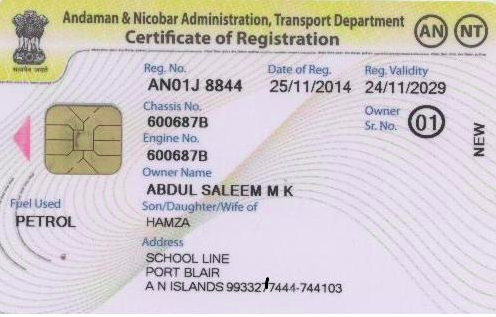 Andaman & Nicobar Administration, Transport Department
Certificate of Registration
AN NT
सत्यमेव जयते
Reg. No. Date of Reg. Reg. Validity
AN01J 8844 25/11/2014 24/11/2029
Chassis No.
600687B
Owner
Sr. No. 01
Engine No.
600687B
NEW
Owner Name
ABDUL SALEEM M K
Fuel Used
PETROL
Son/Daughter/Wife of
HAMZA
Address
SCHOOL LINE
PORT BLAIR
A N ISLANDS 9933277444-744103